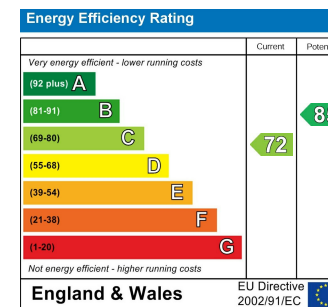 Energy Efficiency Rating
Current
Very energy efficient - lower running costs
(92 plus) A
(81-91) B
(69-80) C
72
(55-68) D
(39-54) E
(21-38) F
(1-20) G
Not energy efficient - higher running costs
England & Wales
EU Directive
2002/91/EC